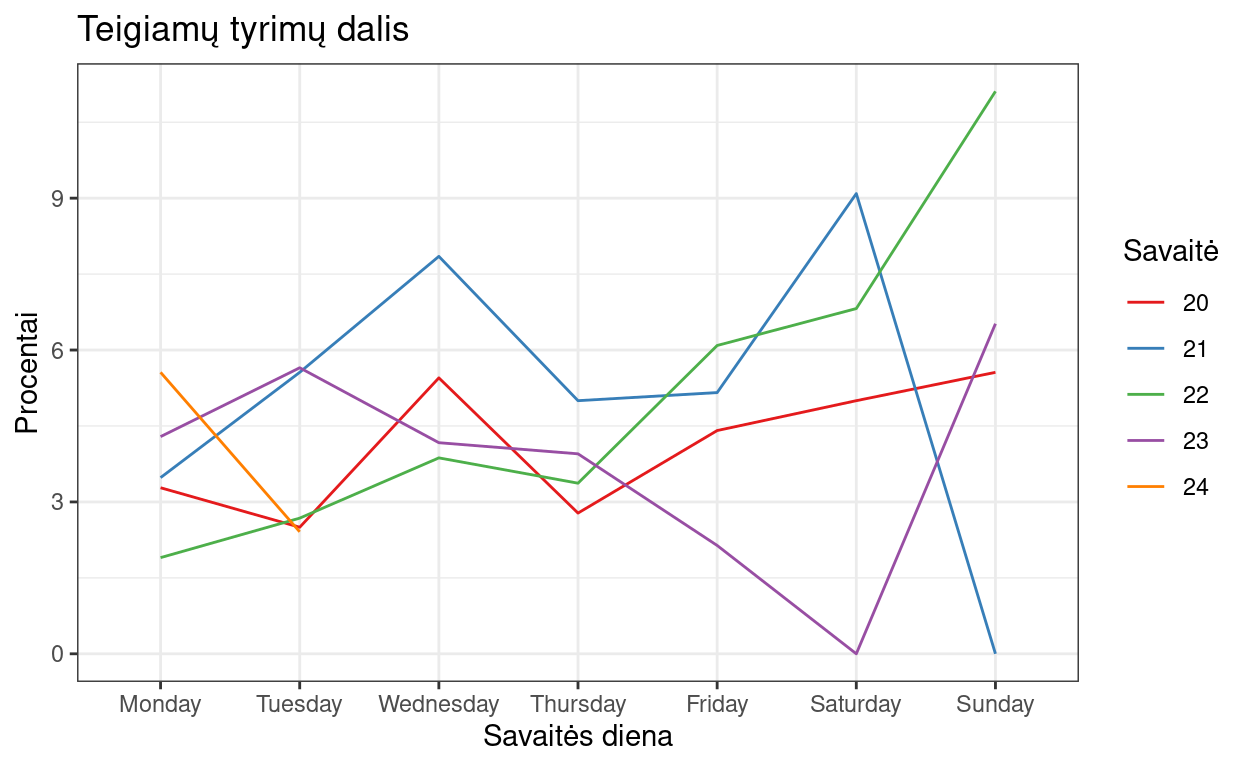 Teigiamų tyrimų dalis
Procentai
9
6
3
0
Monday Tuesday Wednesday Thursday Friday Saturday Sunday
Savaitės diena
Savaitė
20
21
22
23
24